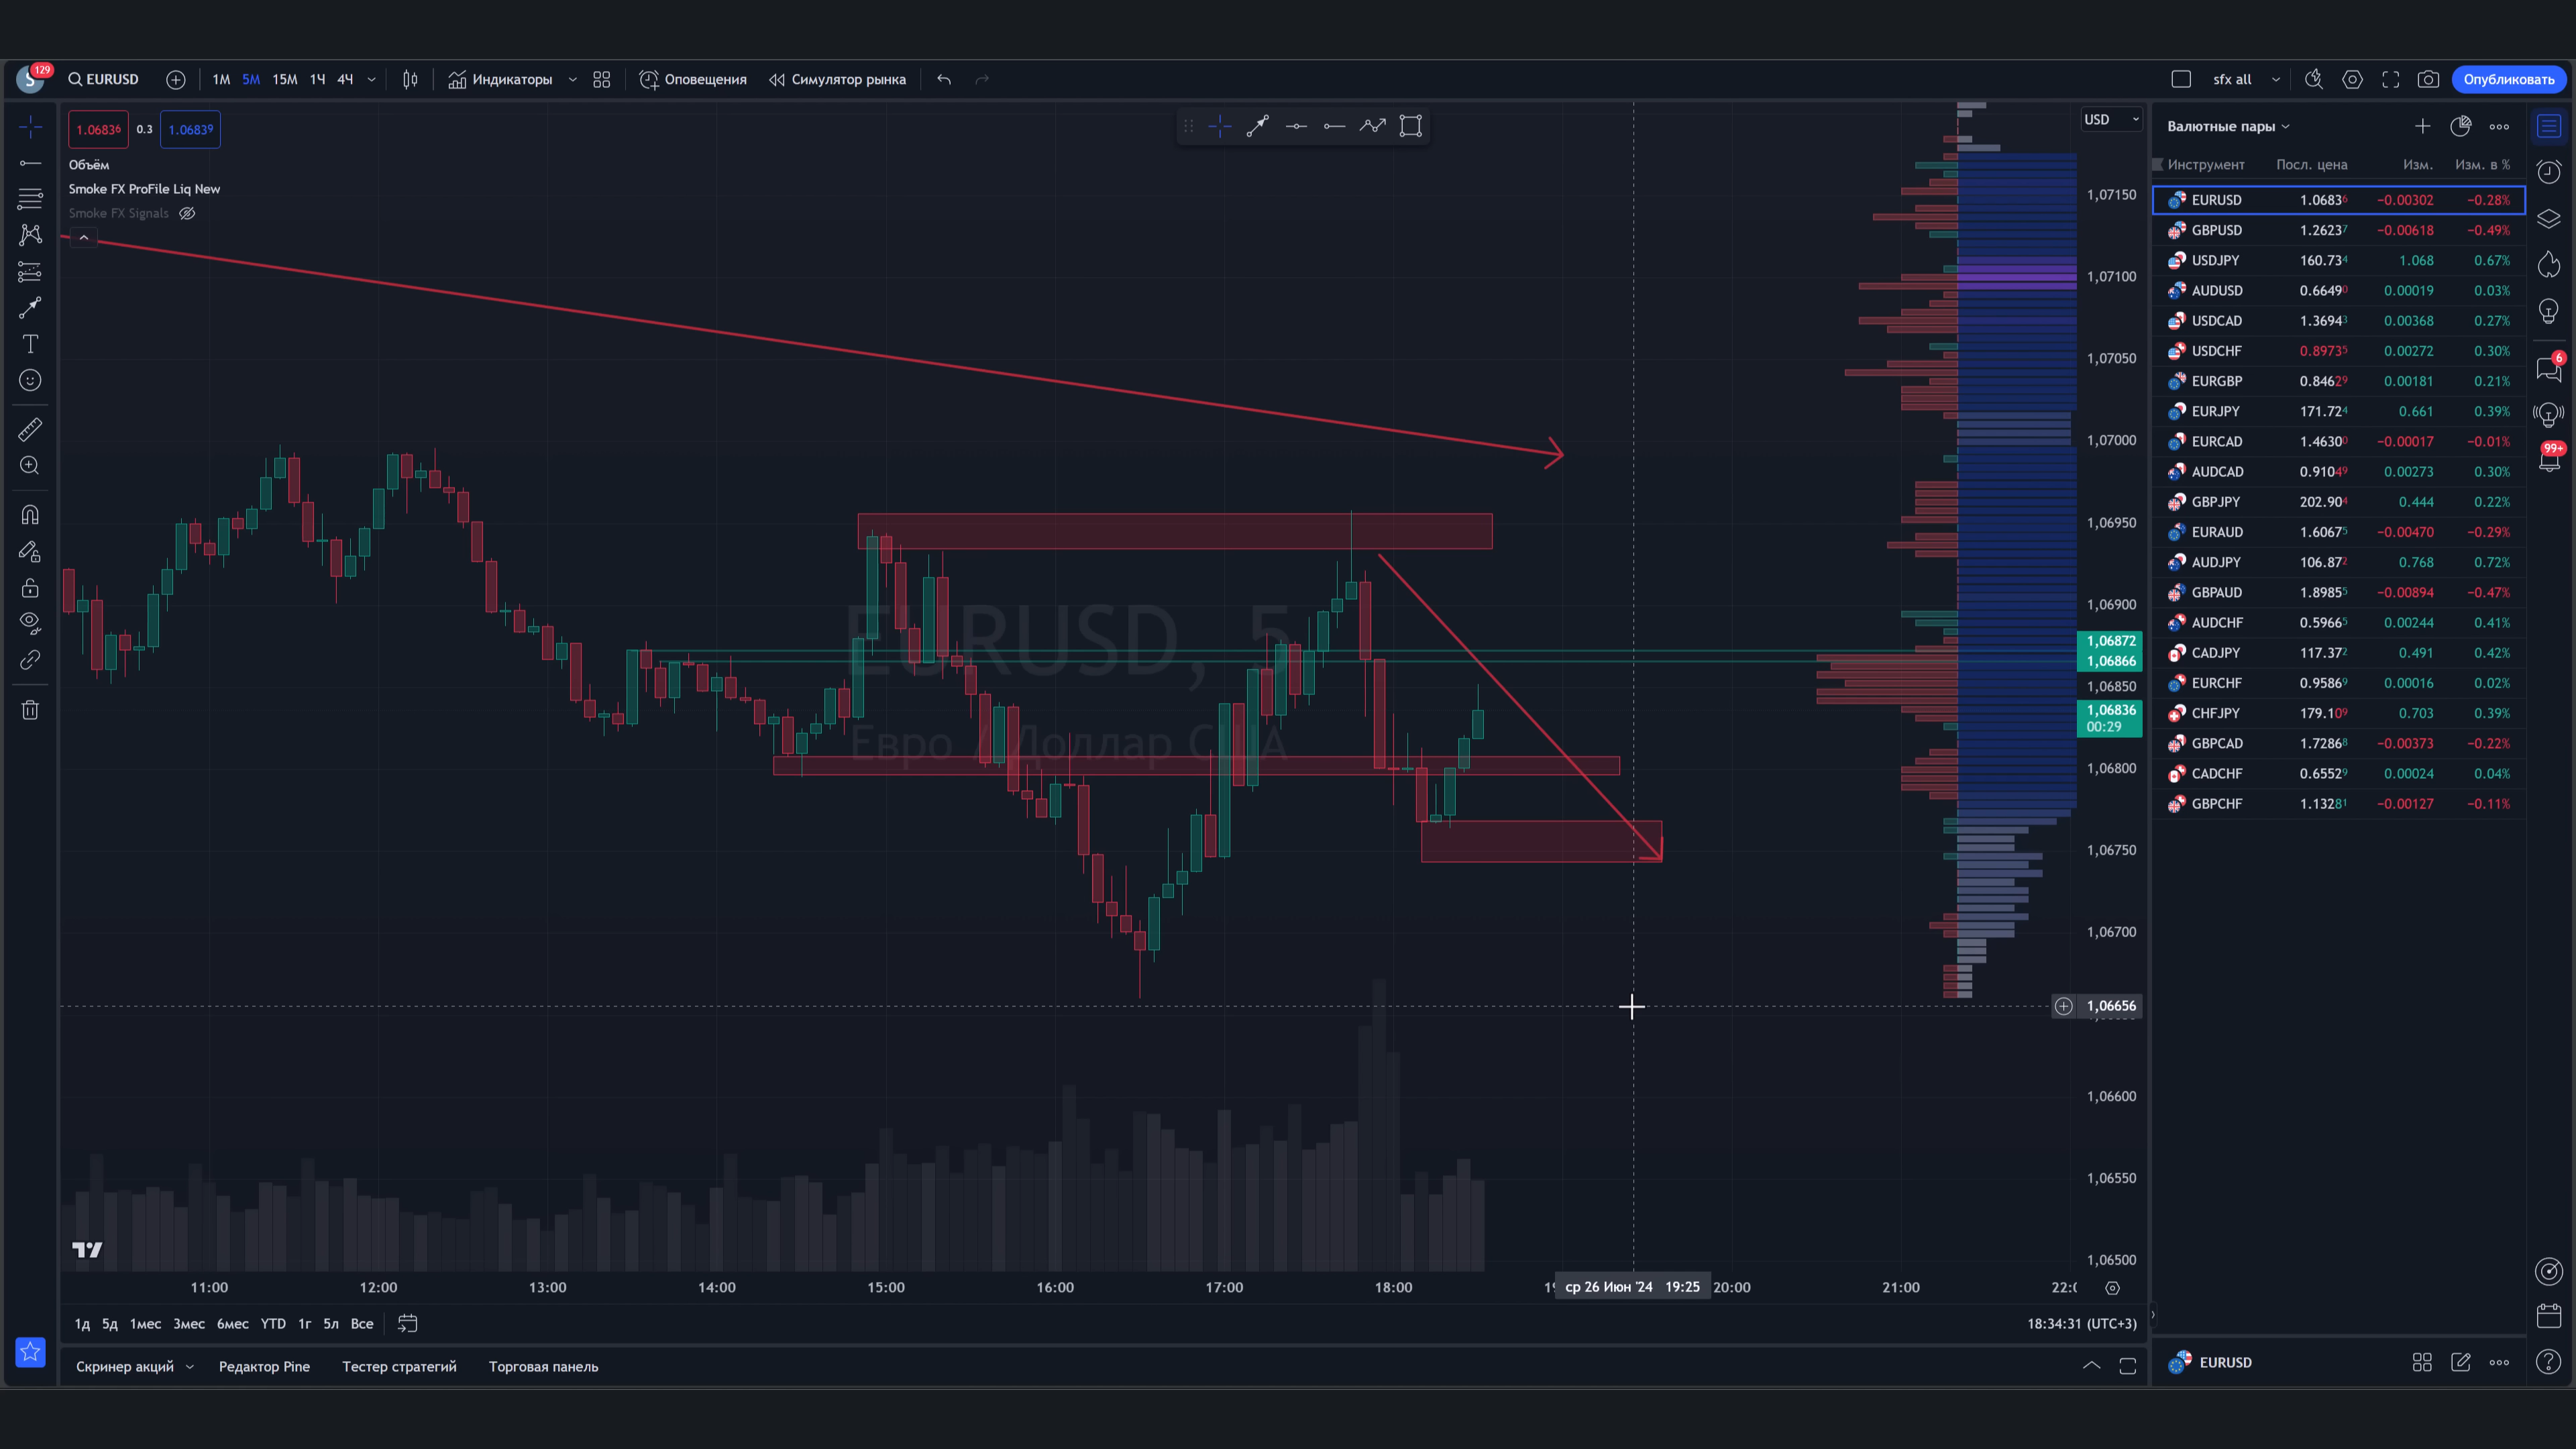 129
S
EURUSD
1М 5М 15М 1Ч 4Ч
Индикаторы
Оповещения
Симулятор рынка
sfx all
Опубликовать
1.06836 0.3 1.06839
Объём
Smoke FX ProFile Liq New
Smoke FX Signals
EURUSD, 5
Евро / Доллар США
USD
1,07150
1,07100
1,07050
1,07000
1,06950
1,06900
1,06872
1,06866
1,06850
1,06836
00:29
1,06800
1,06750
1,06700
1,06656
1,06600
1,06550
1,06500
11:00 12:00 13:00 14:00 15:00 16:00 17:00 18:00 ср 26 Июн '24 19:25 20:00 21:00
1д 5д 1мес 3мес 6мес YTD 1г 5л Все
18:34:31 (UTC+3)
Скринер акций Редактор Pine Тестер стратегий Торговая панель
Валютные пары
Инструмент Посл. цена Изм. Изм. в %
EURUSD 1.06836 −0.00302 −0.28%
GBPUSD 1.26237 −0.00618 −0.49%
USDJPY 160.734 1.068 0.67%
AUDUSD 0.66490 0.00019 0.03%
USDCAD 1.36943 0.00368 0.27%
USDCHF 0.89735 0.00272 0.30%
EURGBP 0.84629 0.00181 0.21%
EURJPY 171.724 0.661 0.39%
EURCAD 1.46300 −0.00017 −0.01%
AUDCAD 0.91049 0.00273 0.30%
GBPJPY 202.904 0.444 0.22%
EURAUD 1.60675 −0.00470 −0.29%
AUDJPY 106.872 0.768 0.72%
GBPAUD 1.89855 −0.00894 −0.47%
AUDCHF 0.59665 0.00244 0.41%
CADJPY 117.372 0.491 0.42%
EURCHF 0.95869 0.00016 0.02%
CHFJPY 179.109 0.703 0.39%
GBPCAD 1.72868 −0.00373 −0.22%
CADCHF 0.65529 0.00024 0.04%
GBPCHF 1.13281 −0.00127 −0.11%
EURUSD
6
99+